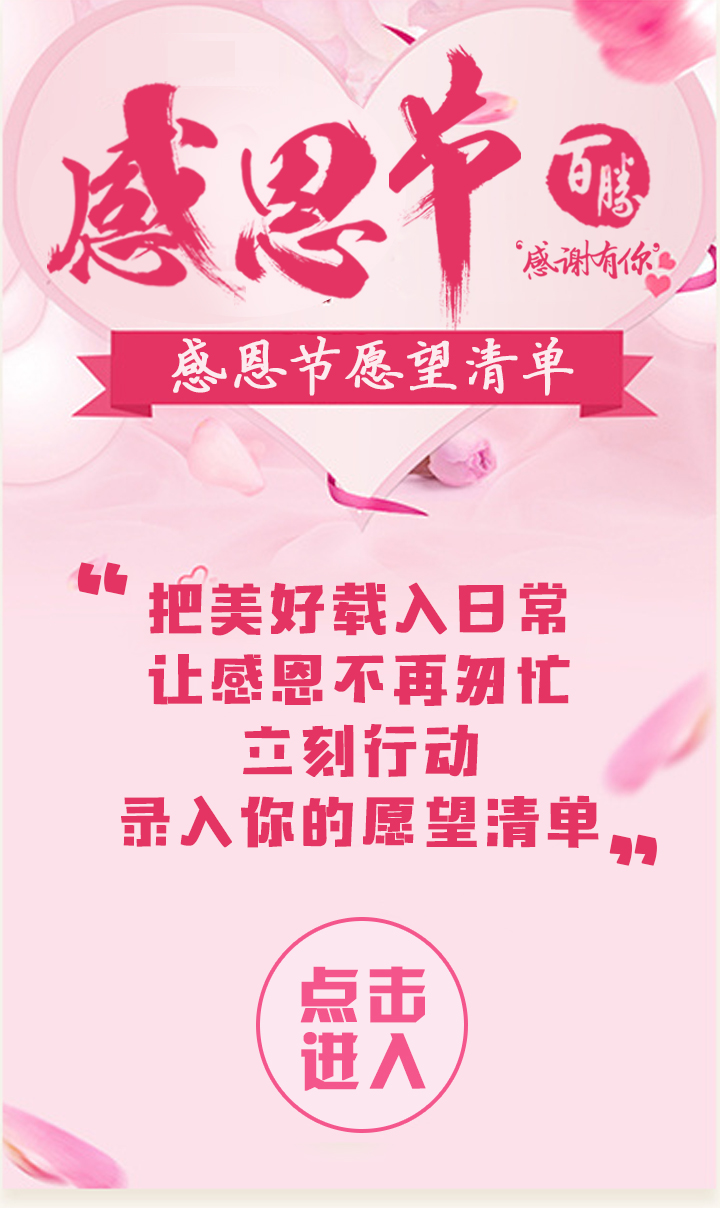 感恩节
百胜
‘感谢有你’
感恩节愿望清单
“把美好载入日常
让感恩不再匆忙
立刻行动
录入你的愿望清单”
点击
进入